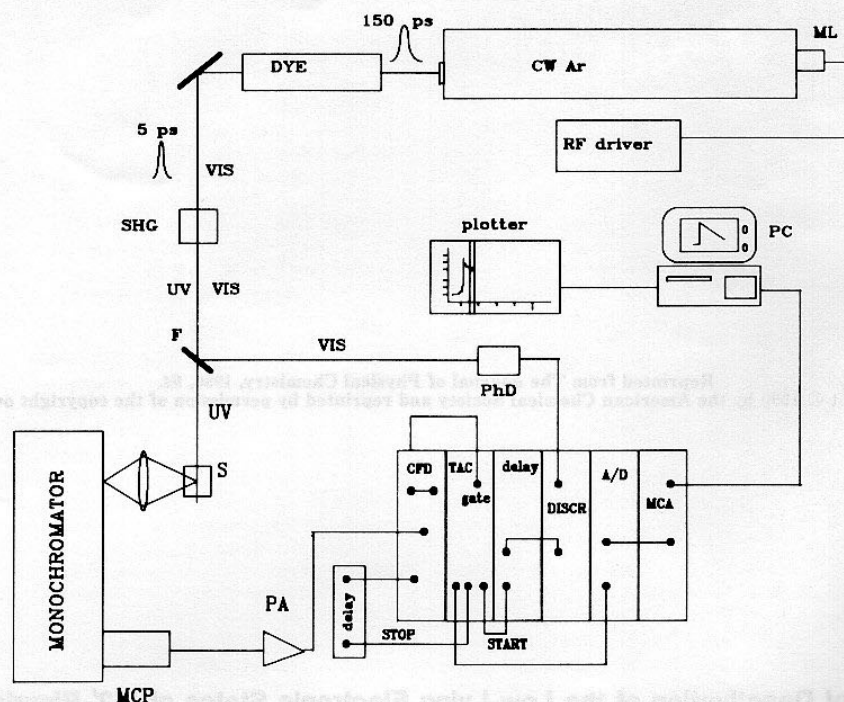 150 ps
ML
DYE
CW Ar
5 ps
RF driver
VIS
SHG
plotter
PC
UV VIS
F
VIS
PhD
UV
S
MONOCHROMATOR
CFD
TAC
delay
A/D
gate
DISCR
MCA
PA
delay
STOP
START
MCP